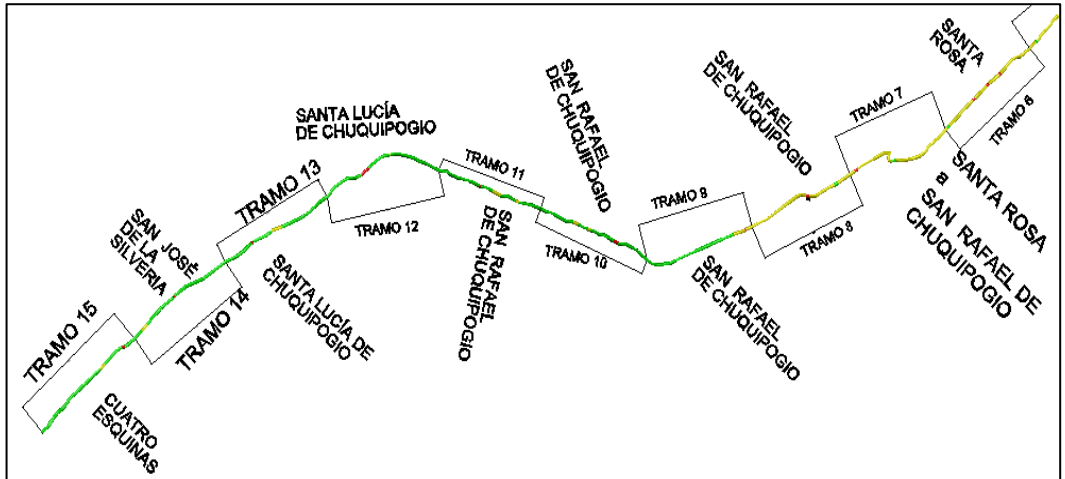 TRAMO 15
CUATRO
ESQUINAS
SAN JOSÉ
DE LA
SILVERIA
TRAMO 14
TRAMO 13
SANTA LUCÍA DE
CHUQUIPOGIO
SANTA LUCÍA
DE CHUQUIPOGIO
TRAMO 12
TRAMO 11
SAN RAFAEL
DE CHUQUIPOGIO
SAN RAFAEL
DE CHUQUIPOGIO
TRAMO 10
TRAMO 9
SAN RAFAEL
DE CHUQUIPOGIO
SAN RAFAEL
DE CHUQUIPOGIO
TRAMO 8
TRAMO 7
SANTA ROSA
a
SAN RAFAEL DE
CHUQUIPOGIO
SANTA
ROSA
TRAMO 6